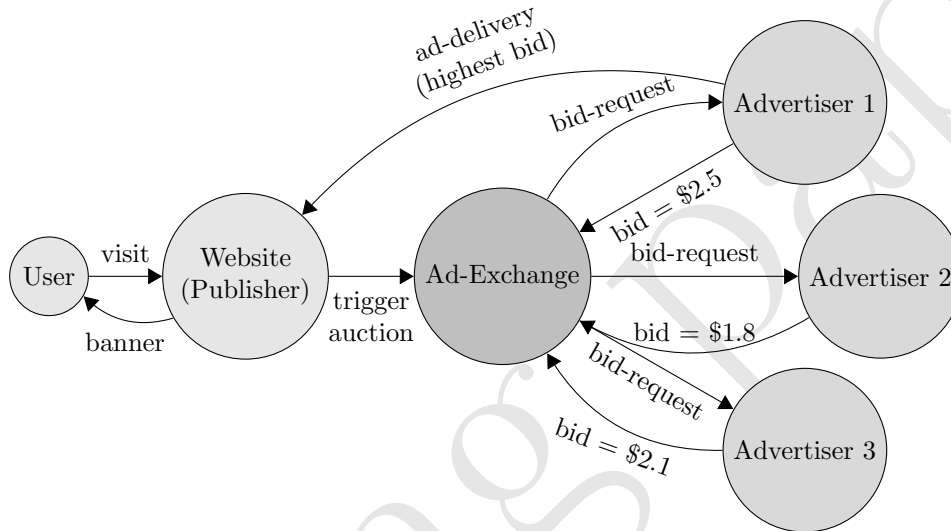 ad-delivery
(highest bid)
bid-request
Advertiser 1
bid = $2.5
User
visit
banner
Website
(Publisher)
trigger
auction
Ad-Exchange
bid-request
Advertiser 2
bid = $1.8
bid-request
bid = $2.1
Advertiser 3